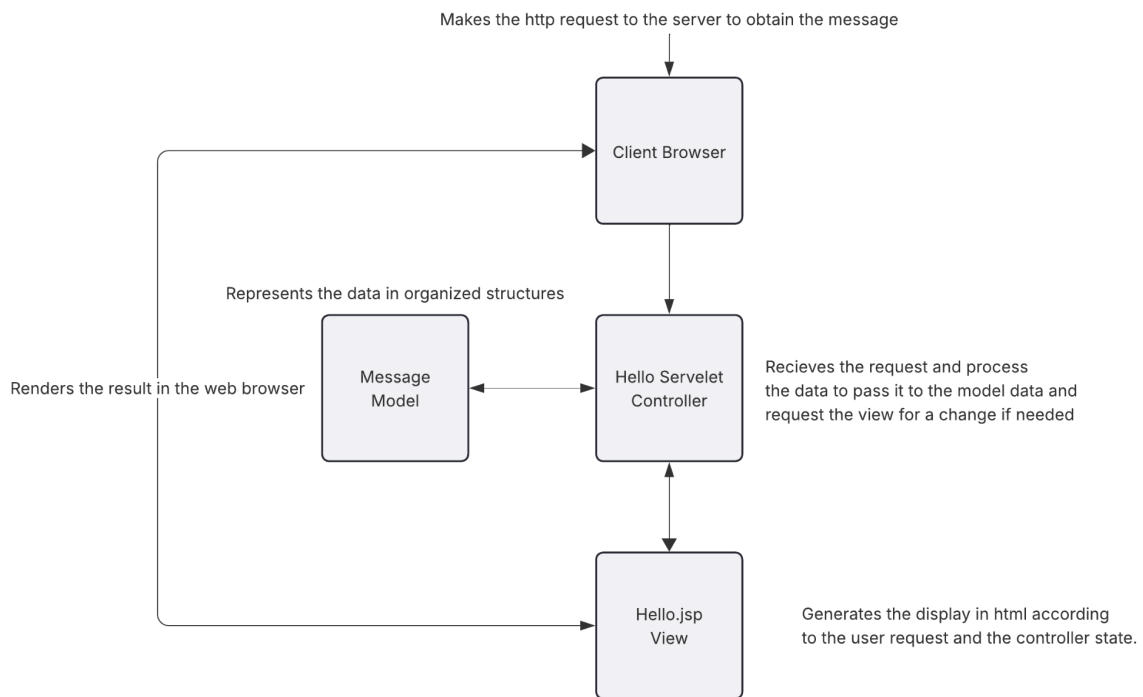 Makes the http request to the server to obtain the message
Client Browser
Represents the data in organized structures
Message
Model
Hello Servelet
Controller
Renders the result in the web browser
Recieves the request and process
the data to pass it to the model data and
request the view for a change if needed
Hello.jsp
View
Generates the display in html according
to the user request and the controller state.